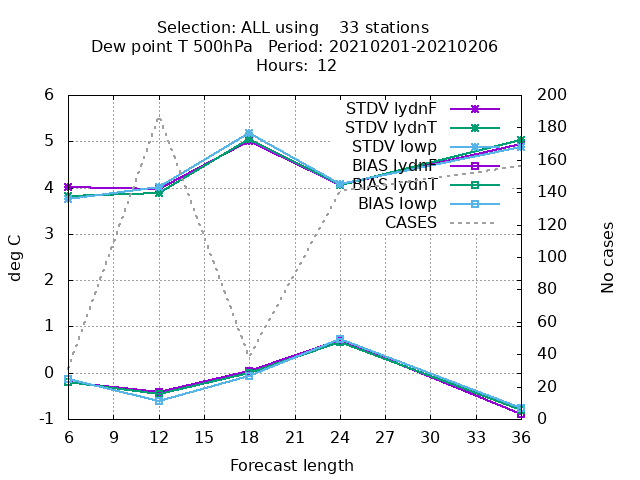 Selection: ALL using    33 stations
Dew point T 500hPa   Period: 20210201-20210206
Hours: 12
6
5
4
3
2
1
0
-1
deg C
STDV lydnF
STDV lydnT
STDV lowp
BIAS lydnF
BIAS lydnT
BIAS lowp
CASES
200
180
160
140
120
100
80
60
40
20
0
No cases
6 9 12 15 18 21 24 27 30 33 36
Forecast length